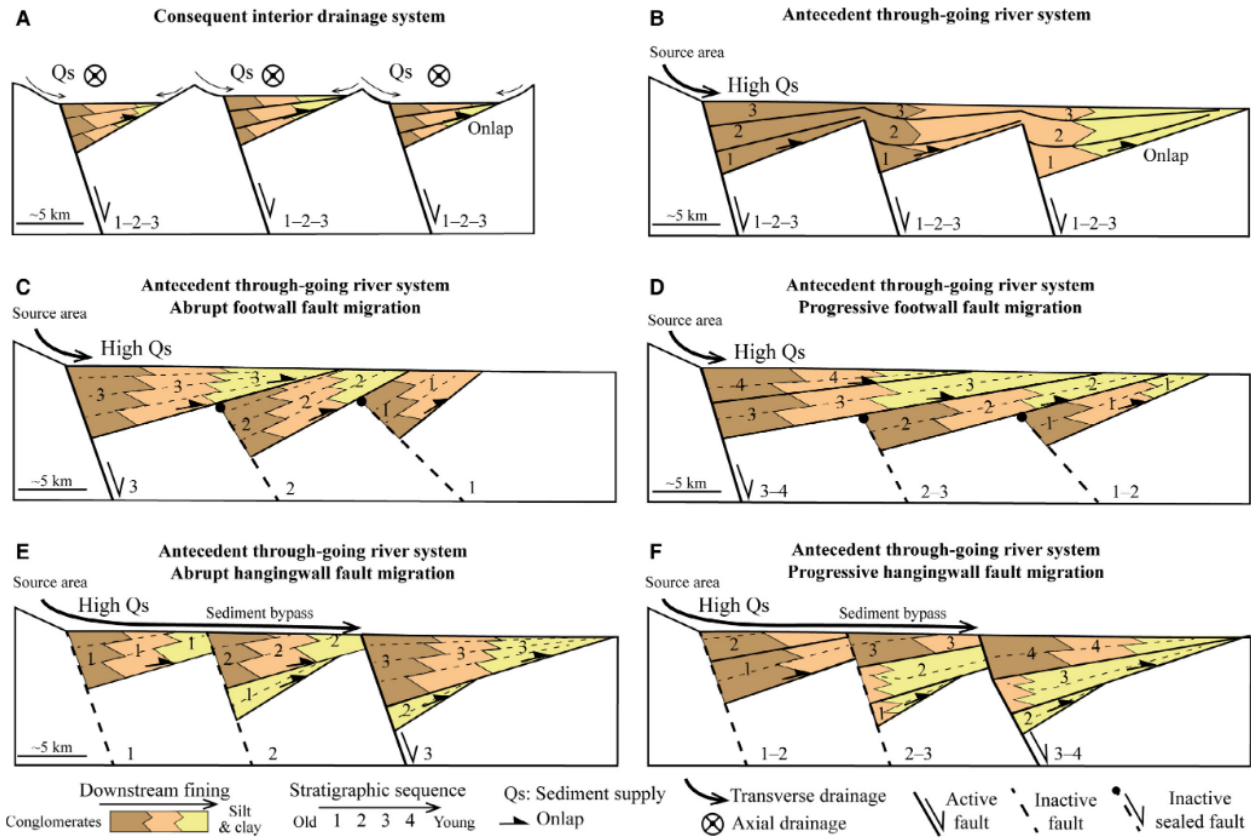 A
Consequent interior drainage system
Qs
Qs
Qs
Onlap
~5 km
1–2–3
1–2–3
1–2–3
B
Antecedent through-going river system
Source area
High Qs
3
3
3
2
2
2
1
1
1
Onlap
~5 km
1–2–3
1–2–3
1–2–3
C
Antecedent through-going river system
Abrupt footwall fault migration
Source area
High Qs
3
3
3
2
2
2
1
1
1
~5 km
3
2
1
D
Antecedent through-going river system
Progressive footwall fault migration
Source area
High Qs
4
4
3
2
1
3
3
2
2
1
1
~5 km
3–4
2–3
1–2
E
Antecedent through-going river system
Abrupt hangingwall fault migration
Source area
High Qs
Sediment bypass
1
1
1
2
2
2
1
3
3
3
2
~5 km
1
2
3
F
Antecedent through-going river system
Progressive hangingwall fault migration
Source area
High Qs
Sediment bypass
2
1
3
3
2
1
4
4
3
2
1–2
2–3
3–4
Downstream fining
Conglomerates
Silt
& clay
Stratigraphic sequence
Old 1 2 3 4 Young
Qs: Sediment supply
Onlap
Transverse drainage
Axial drainage
Active
fault
Inactive
fault
Inactive
sealed fault